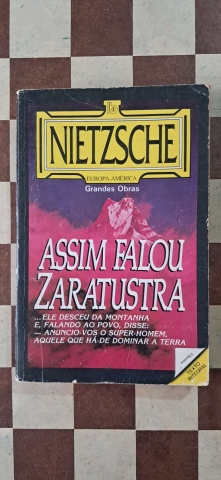 NIETZSCHE
EUROPA-AMÉRICA
Grandes Obras
ASSIM FALOU
ZARATUSTRA
...ELE DESCEU DA MONTANHA
E, FALANDO AO POVO, DISSE:
— ANUNCIO-VOS O SUPER-HOMEM,
AQUELE QUE HÁ-DE DOMINAR A TERRA
TEXTO
INTEGRAL